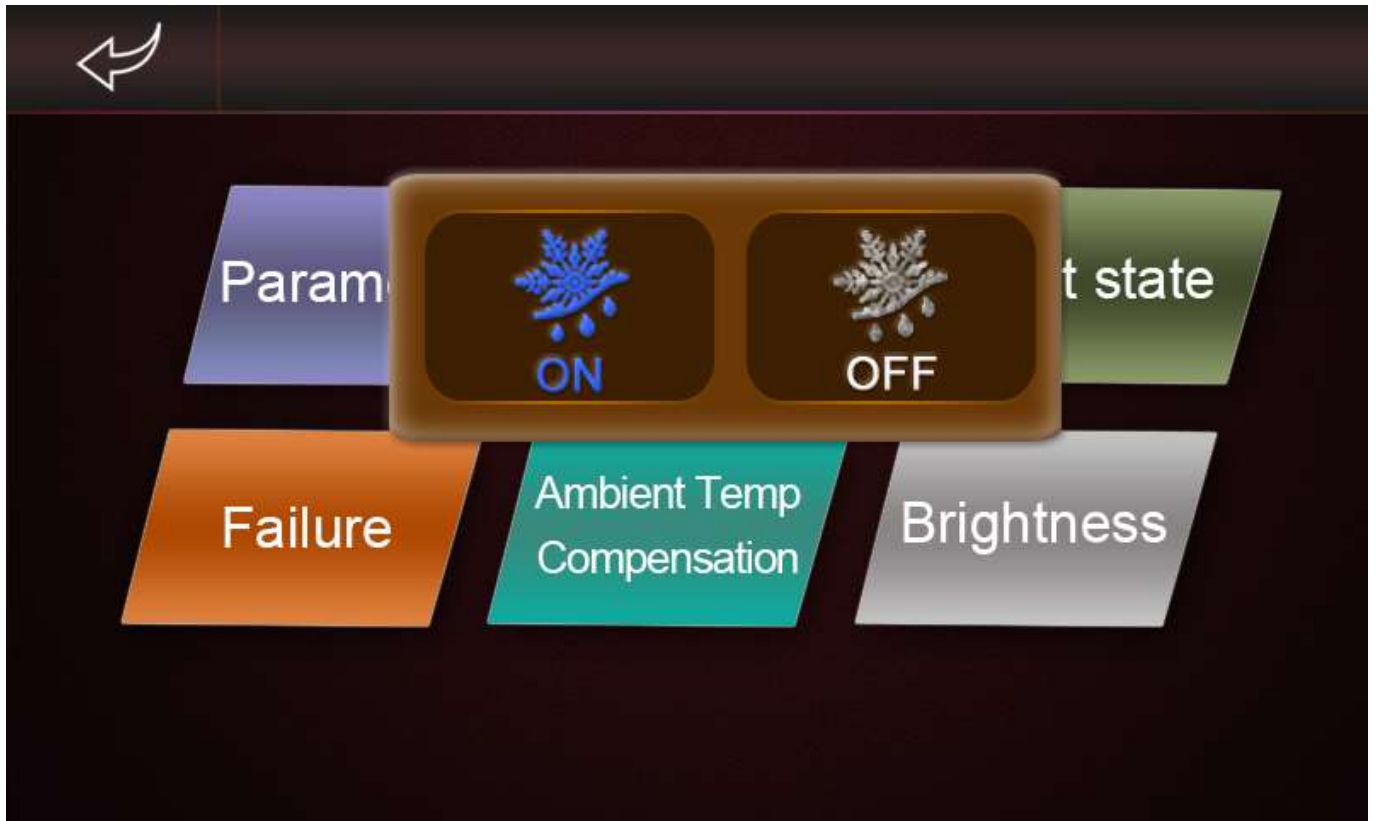 Param
t state
ON
OFF
Failure
Ambient Temp
Compensation
Brightness